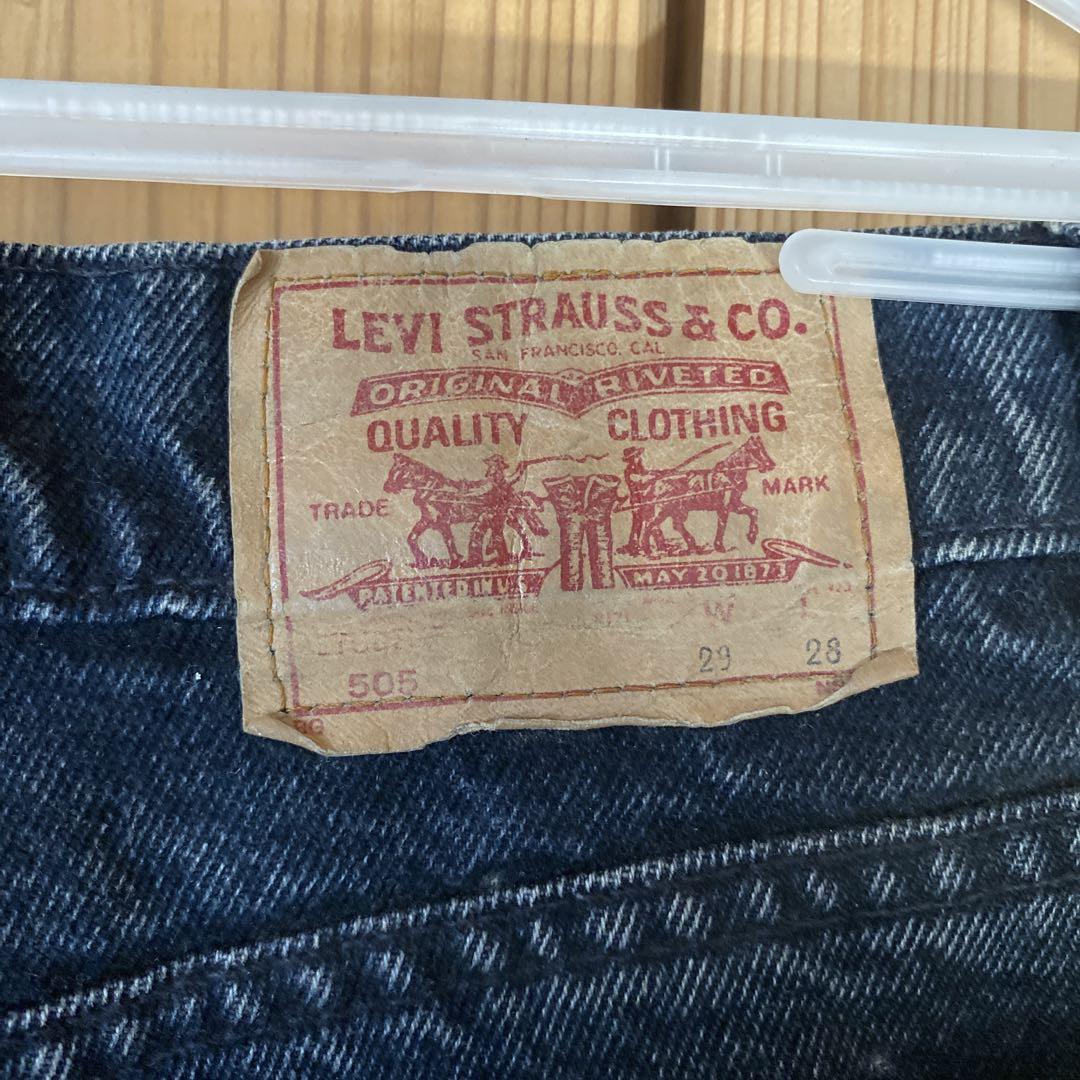 LEVI STRAUSS & CO.
SAN FRANCISCO, CAL
ORIGINAL RIVETED
QUALITY CLOTHING
TRADE MARK
PATENTED IN U.S. MAY 20 1873
W L
29 28
505